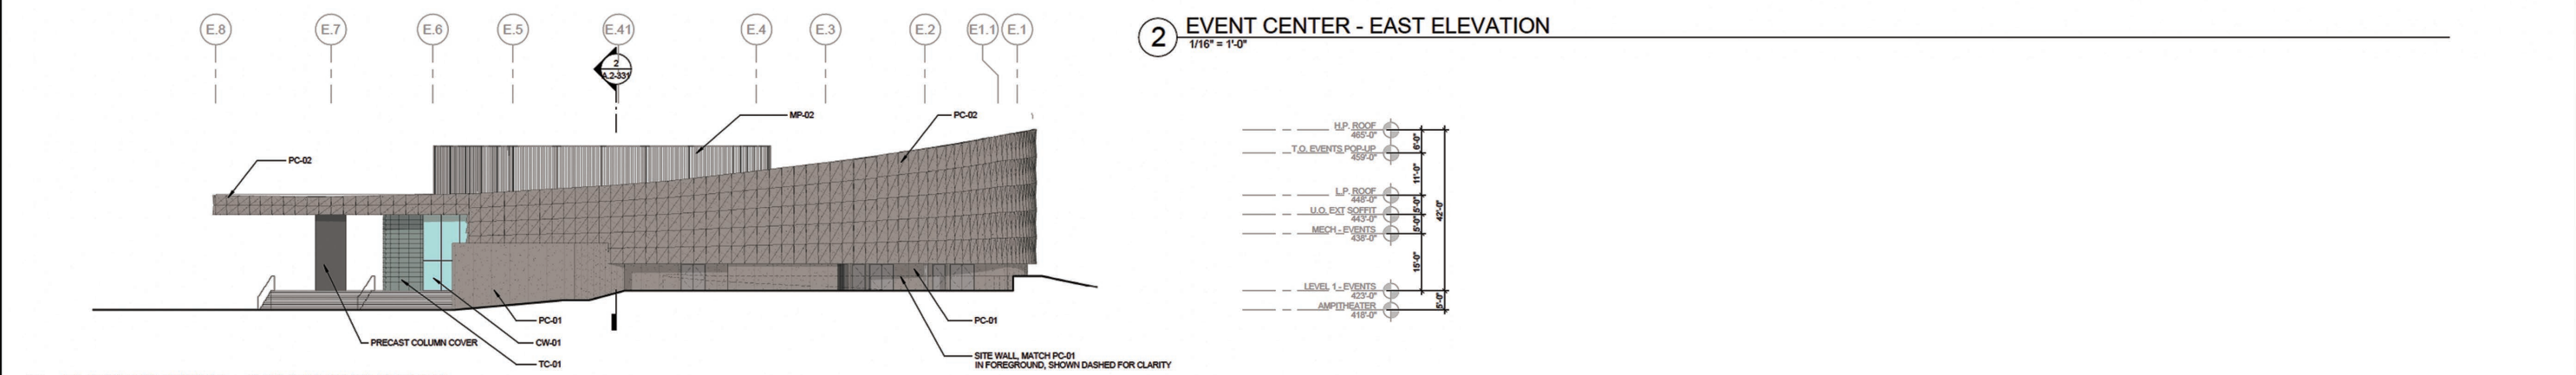 E.8 E.7 E.6 E.5 E.41 E.4 E.3 E.2 E1.1 E.1
2
A.2-331
2 EVENT CENTER - EAST ELEVATION
1/16" = 1'-0"
MP-02
PC-02
PC-02
PC-01
PRECAST COLUMN COVER
CW-01
TC-01
PC-01
SITE WALL, MATCH PC-01
IN FOREGROUND, SHOWN DASHED FOR CLARITY
H.P. ROOF
465'-0"
T.O. EVENTS POP-UP
459'-0"
L.P. ROOF
448'-0"
U.O. EXT SOFFIT
443'-0"
MECH - EVENTS
438'-0"
LEVEL 1 - EVENTS
423'-0"
AMPITHEATER
418'-0"
6'-0"
11'-0"
5'-0"
5'-0"
15'-0"
42'-0"
5'-0"